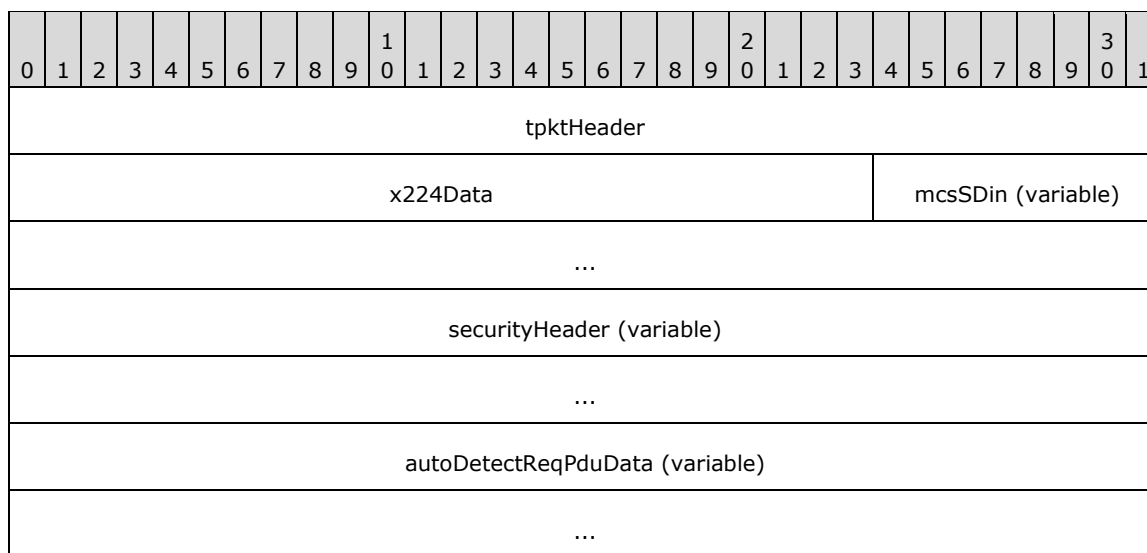 1 2 3
0 1 2 3 4 5 6 7 8 9 0 1 2 3 4 5 6 7 8 9 0 1 2 3 4 5 6 7 8 9 0 1
tpktHeader
x224Data mcsSDin (variable)
...
securityHeader (variable)
...
autoDetectReqPduData (variable)
...